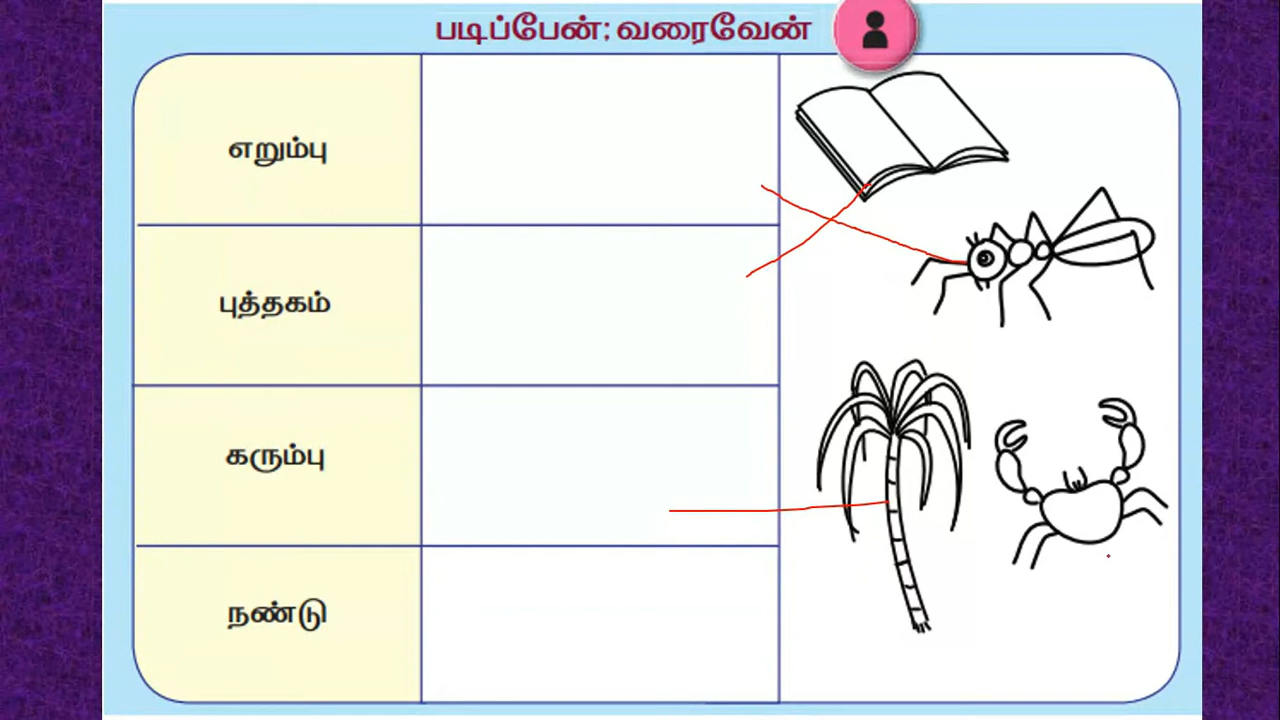 படிப்பேன்; வரைவேன்
எறும்பு
புத்தகம்
கரும்பு
நண்டு